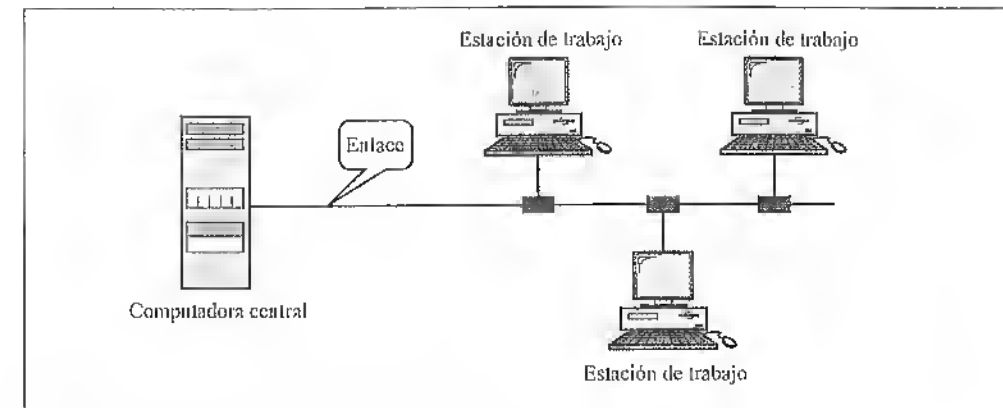 Estación de trabajo
Estación de trabajo
Enlace
Computadora central
Estación de trabajo